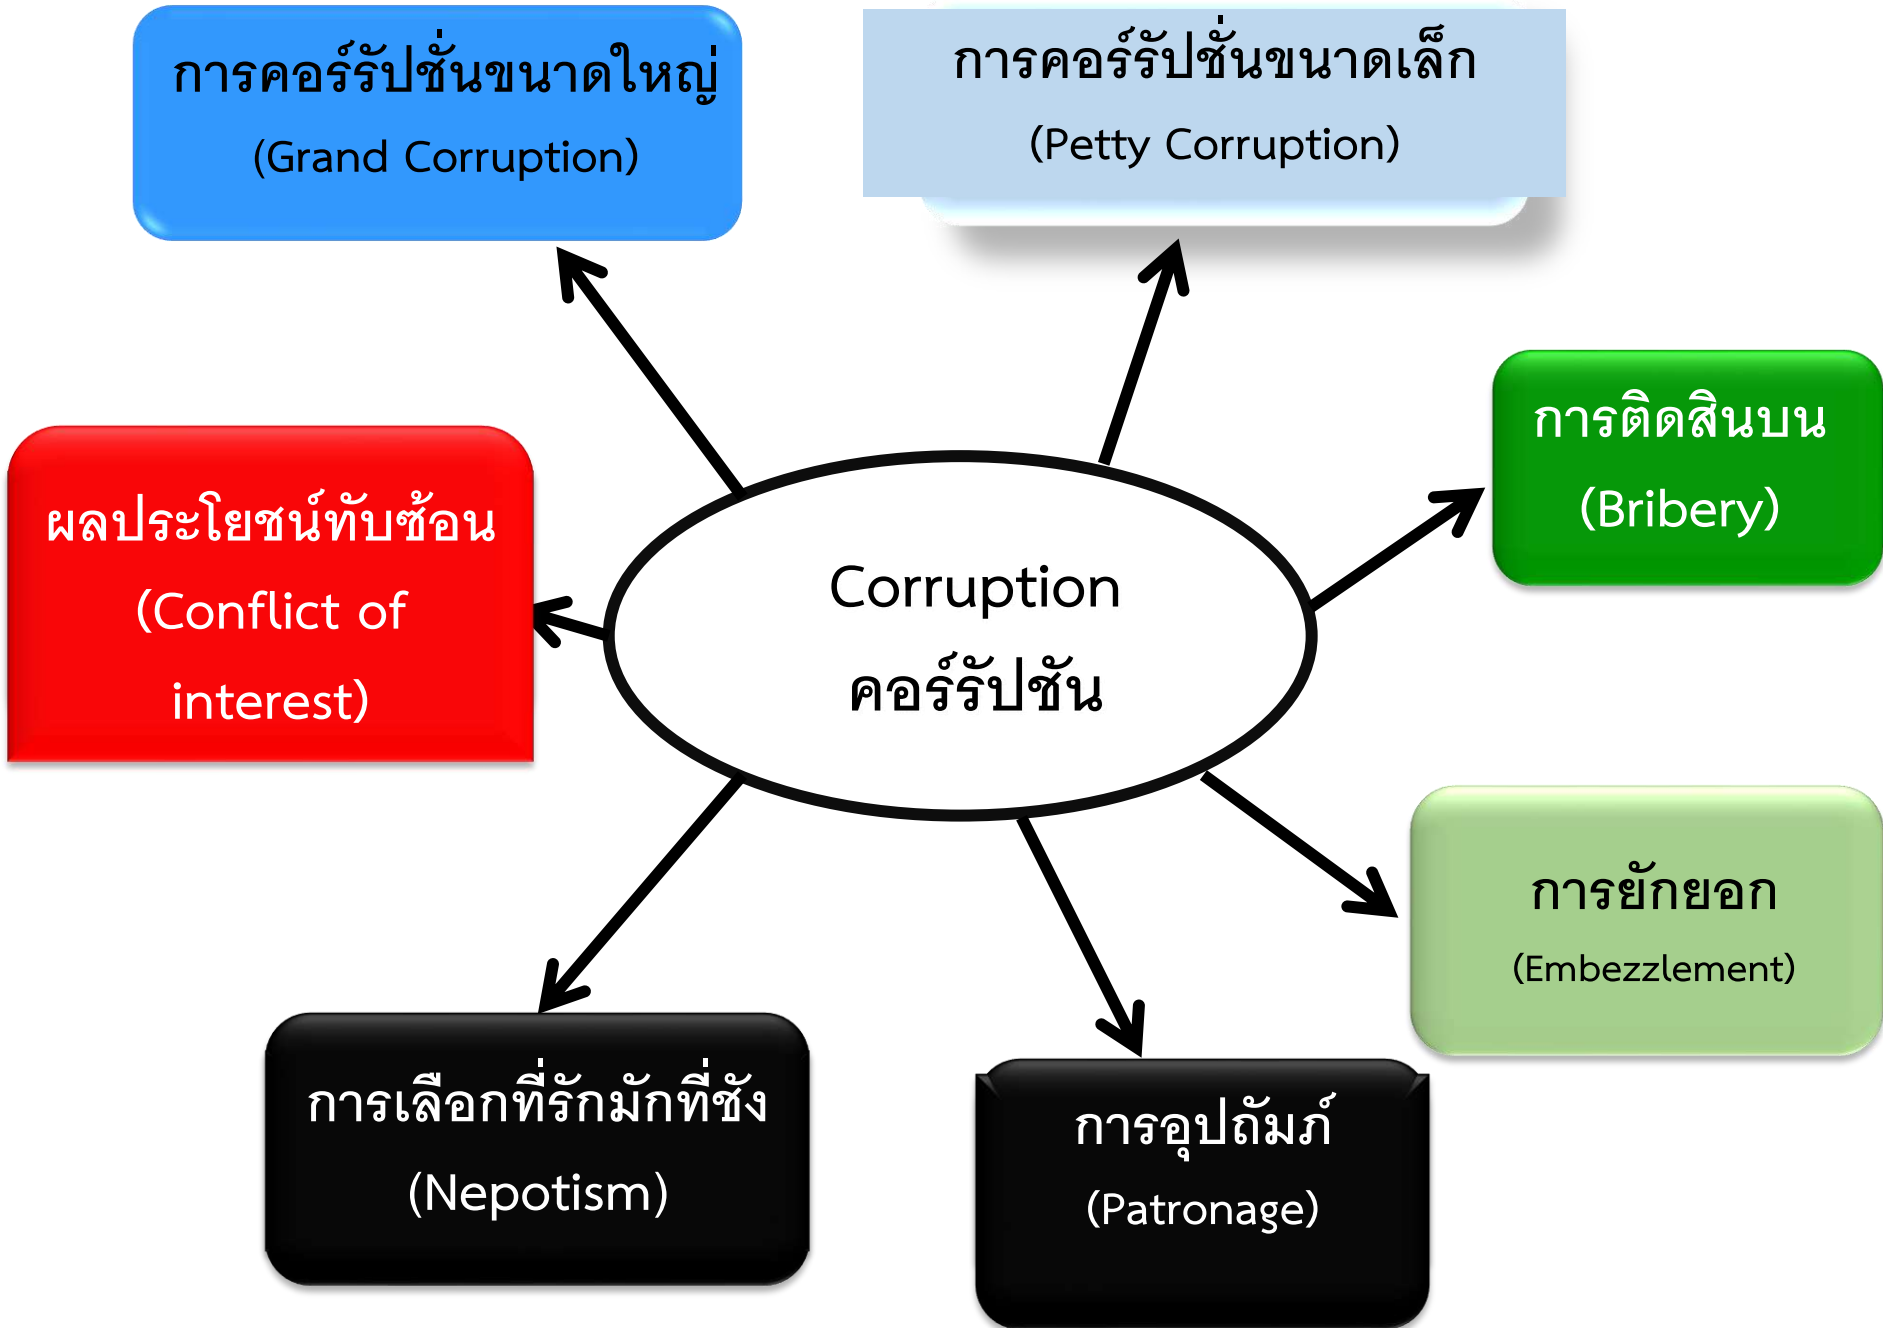 การคอร์รัปชั่นขนาดใหญ่
(Grand Corruption)
การคอร์รัปชั่นขนาดเล็ก
(Petty Corruption)
การติดสินบน
(Bribery)
ผลประโยชน์ทับซ้อน
(Conflict of
interest)
Corruption
คอร์รัปชัน
การยักยอก
(Embezzlement)
การเลือกที่รักมักที่ชัง
(Nepotism)
การอุปถัมภ์
(Patronage)